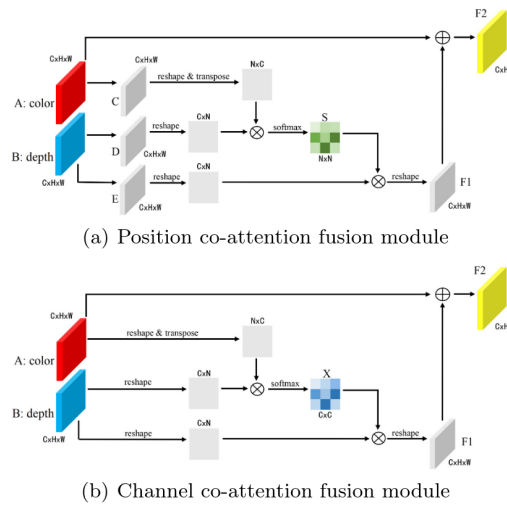 F2
CxHxW
CxHxW
NxC
CxH
reshape & transpose
A: color
C
S
reshape
CxN
softmax
B: depth
D
CxHxW
NxN
CxHxW
reshape
CxN
reshape
F1
E
CxHxW
CxHxW
(a) Position co-attention fusion module
F2
CxHxW
NxC
CxH
reshape & transpose
A: color
X
reshape
CxN
softmax
B: depth
CxC
CxHxW
reshape
CxN
reshape
F1
CxHxW
(b) Channel co-attention fusion module